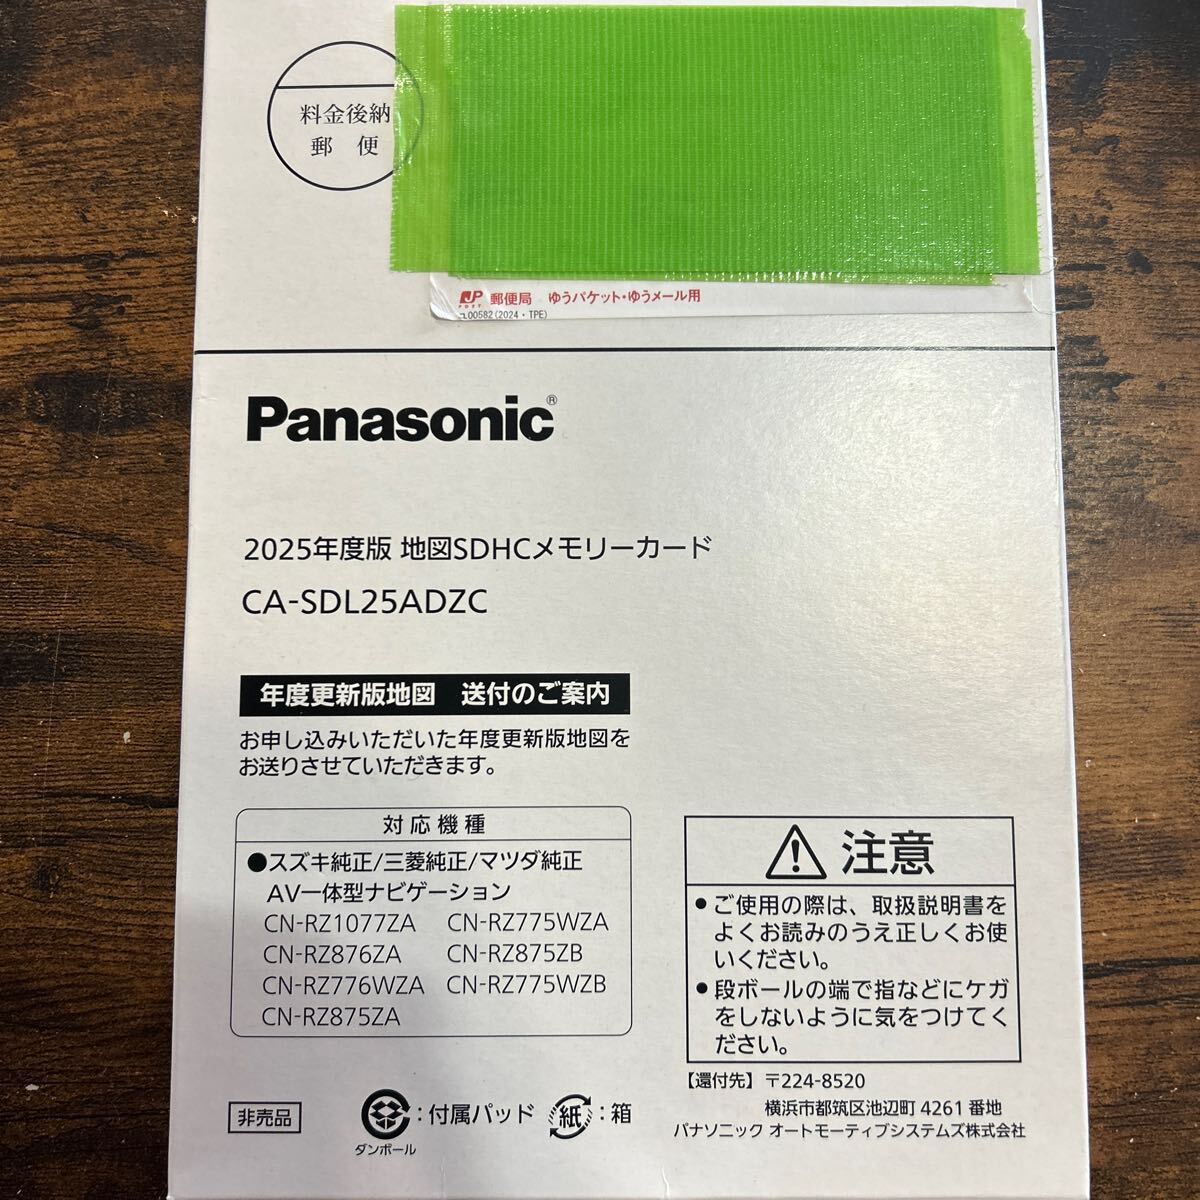 料金後納
郵便
JP
POST
郵便局 ゆうパケット・ゆうメール用
00582(2024・TPE)
Panasonic®
2025年度版 地図SDHCメモリーカード
CA-SDL25ADZC
年度更新版地図 送付のご案内
お申し込みいただいた年度更新版地図を
お送りさせていただきます。
対応機種
●スズキ純正/三菱純正/マツダ純正
AV一体型ナビゲーション
CN-RZ1077ZA CN-RZ775WZA
CN-RZ876ZA CN-RZ875ZB
CN-RZ776WZA CN-RZ775WZB
CN-RZ875ZA
注意
●ご使用の際は、取扱説明書を
よくお読みのうえ正しくお使
いください。
●段ボールの端で指などにケガ
をしないように気をつけてく
ださい。
【還付先】〒224-8520
横浜市都筑区池辺町 4261 番地
パナソニック オートモーティブシステムズ株式会社
非売品
ダンボール
:付属パッド
紙:箱